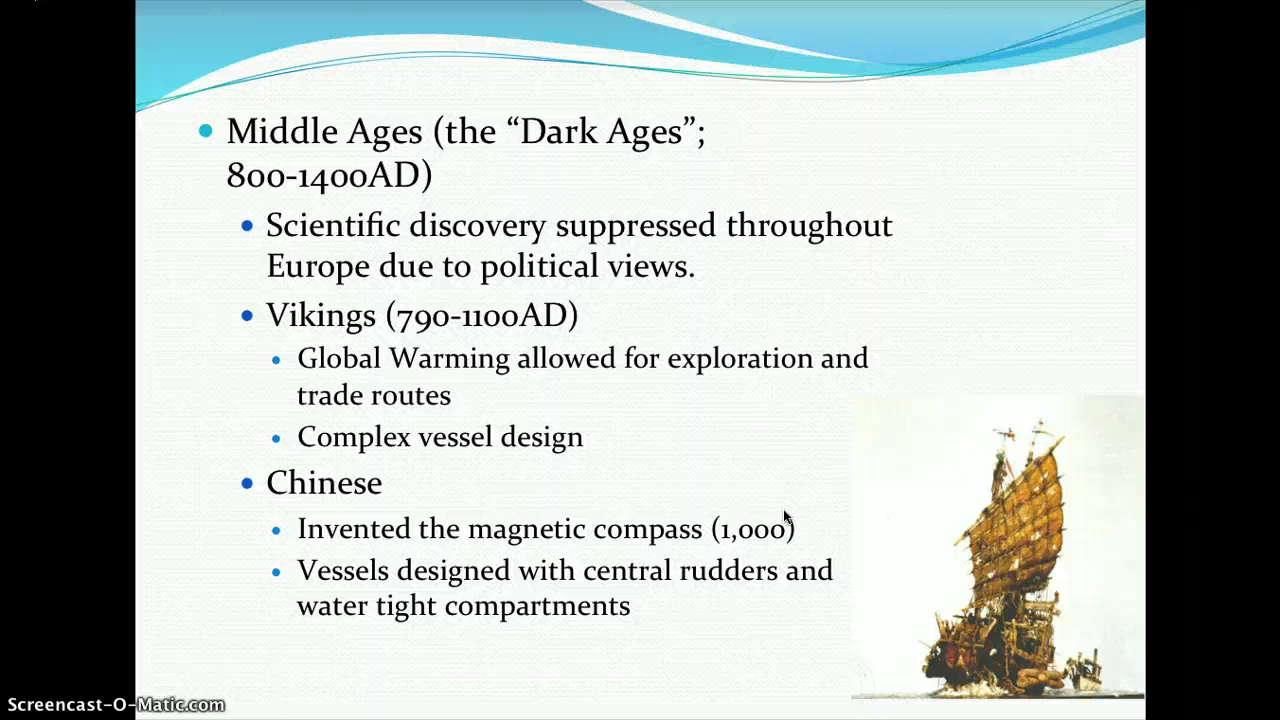 Middle Ages (the “Dark Ages”;
800-1400AD)
Scientific discovery suppressed throughout
Europe due to political views.
Vikings (790-1100AD)
Global Warming allowed for exploration and
trade routes
Complex vessel design
Chinese
Invented the magnetic compass (1,000)
Vessels designed with central rudders and
water tight compartments
Screencast-O-Matic.com